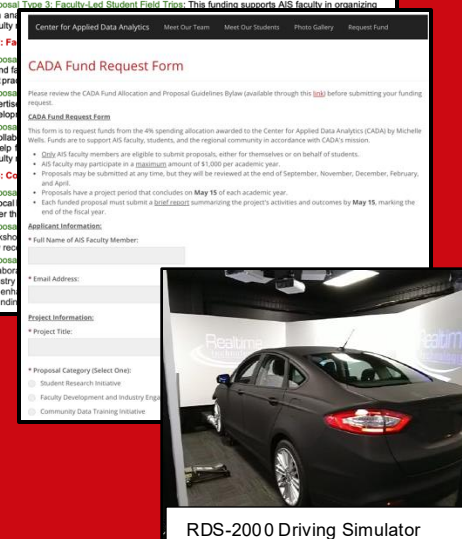 posal Type 3: Faculty-Led Student Field Trips: This funding supports AIS faculty in organizing
Center for Applied Data Analytics Meet Our Team Meet Our Students Photo Gallery Request Fund
CADA Fund Request Form
Please review the CADA Fund Allocation and Proposal Guidelines Bylaw (available through this link) before submitting your funding
request.
CADA Fund Request Form
This form is to request funds from the 4% spending allocation awarded to the Center for Applied Data Analytics (CADA) by Michelle
Wells. Funds are to support AIS faculty, students, and the regional community in accordance with CADA's mission.
• Only AIS faculty members are eligible to submit proposals, either for themselves or on behalf of students.
• AIS faculty may participate in a maximum amount of $1,000 per academic year.
• Proposals may be submitted at any time, but they will be reviewed at the end of September, November, December, February,
and April.
• Proposals have a project period that concludes on May 15 of each academic year.
• Each funded proposal must submit a brief report summarizing the project's activities and outcomes by May 15, marking the
end of the fiscal year.
Applicant Information:
* Full Name of AIS Faculty Member:
* Email Address:
Project Information:
* Project Title:
* Proposal Category (Select One):
Student Research Initiative
Faculty Development and Industry Enga
Community Data Training Initiative
Realtime
RDS-2000 Driving Simulator